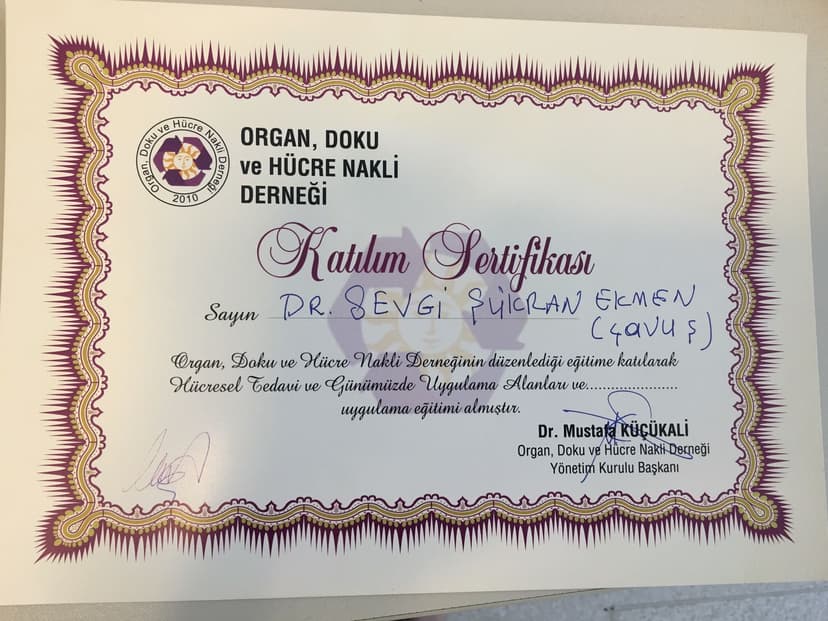 Organ, Doku ve Hücre Nakli Derneği
2010
ORGAN, DOKU
ve HÜCRE NAKLİ
DERNEĞİ
Katılım Sertifikası
Sayın DR. SEVGİ ŞÜKRAN EKMEN
(ÇAVUŞ)
Organ, Doku ve Hücre Nakli Derneğinin düzenlediği eğitime katılarak
Hücresel Tedavi ve Günümüzde Uygulama Alanları ve......................
uygulama eğitimi almıştır.
Dr. Mustafa KÜÇÜKALİ
Organ, Doku ve Hücre Nakli Derneği
Yönetim Kurulu Başkanı